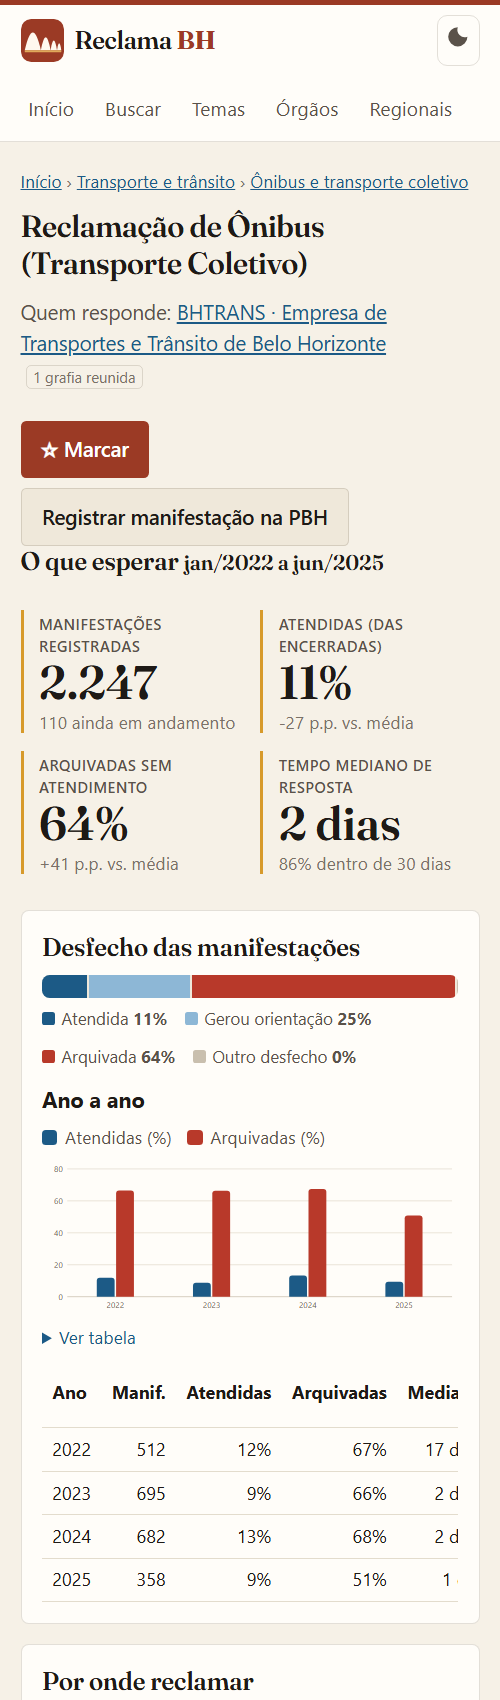 Reclama BH
Início Buscar Temas Órgãos Regionais
Início › Transporte e trânsito › Ônibus e transporte coletivo
Reclamação de Ônibus
(Transporte Coletivo)
Quem responde: BHTRANS · Empresa de
Transportes e Trânsito de Belo Horizonte
1 grafia reunida
☆ Marcar
Registrar manifestação na PBH
O que esperar jan/2022 a jun/2025
MANIFESTAÇÕES
REGISTRADAS
2.247
110 ainda em andamento
ATENDIDAS (DAS
ENCERRADAS)
11%
-27 p.p. vs. média
ARQUIVADAS SEM
ATENDIMENTO
64%
+41 p.p. vs. média
TEMPO MEDIANO DE
RESPOSTA
2 dias
86% dentro de 30 dias
Desfecho das manifestações
Atendida 11% Gerou orientação 25%
Arquivada 64% Outro desfecho 0%
Ano a ano
Atendidas (%) Arquivadas (%)
80
60
40
20
0
2022 2023 2024 2025
▶ Ver tabela
Ano Manif. Atendidas Arquivadas Media
2022 512 12% 67% 17 d
2023 695 9% 66% 2 d
2024 682 13% 68% 2 d
2025 358 9% 51% 1
Por onde reclamar